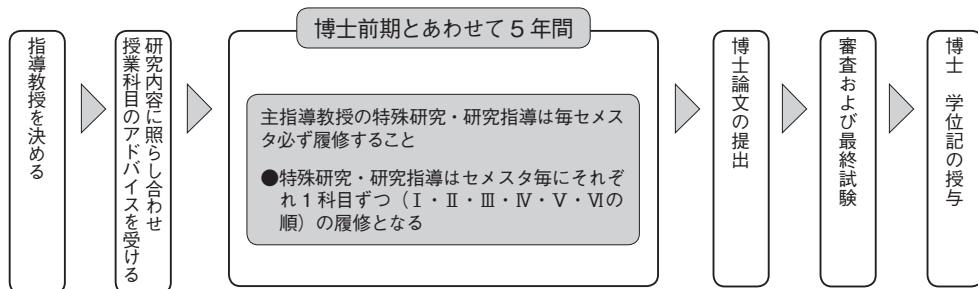 指導教授を決める
研究内容に照らし合わせ
授業科目のアドバイスを受ける
博士前期とあわせて5年間
主指導教授の特殊研究・研究指導は毎セメス
タ必ず履修すること
●特殊研究・研究指導はセメスタ毎にそれぞ
れ1科目ずつ（Ⅰ・Ⅱ・Ⅲ・Ⅳ・Ⅴ・Ⅵの
順）の履修となる
博士論文の提出
審査および最終試験
博士　学位記の授与